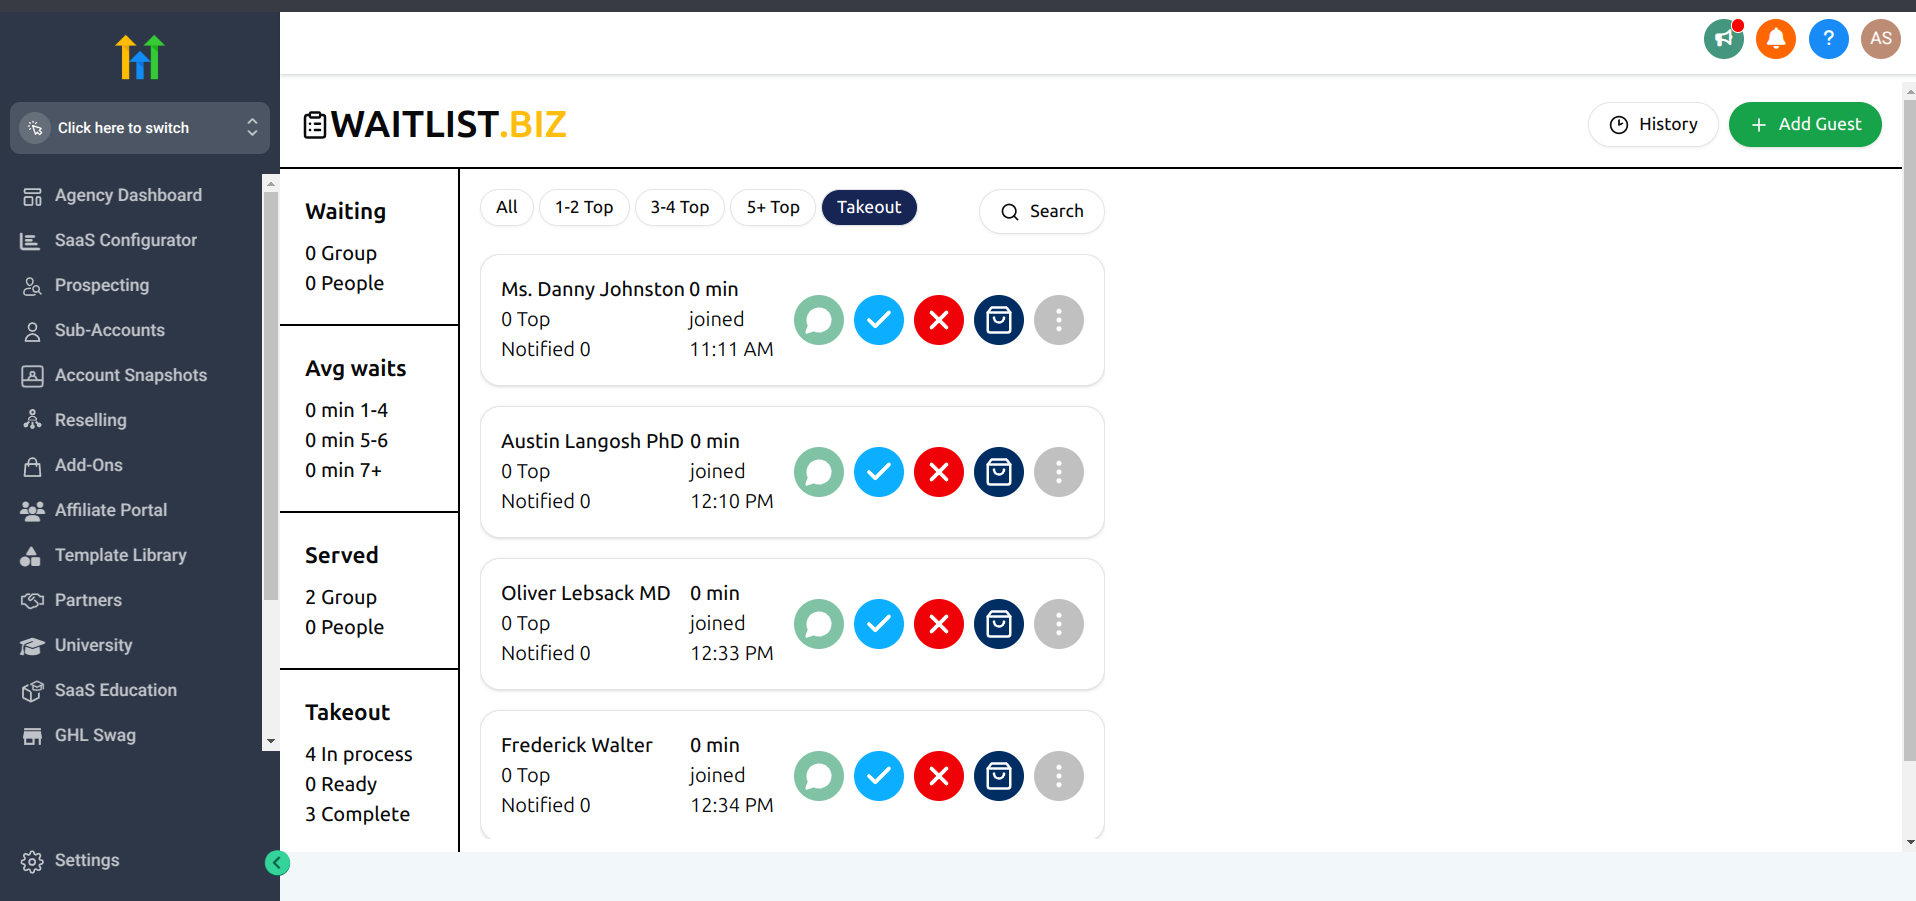 AS
Click here to switch
Agency Dashboard
SaaS Configurator
Prospecting
Sub-Accounts
Account Snapshots
Reselling
Add-Ons
Affiliate Portal
Template Library
Partners
University
SaaS Education
GHL Swag
Settings
WAITLIST.BIZ
History
+ Add Guest
Waiting
0 Group
0 People
Avg waits
0 min 1-4
0 min 5-6
0 min 7+
Served
2 Group
0 People
Takeout
4 In process
0 Ready
3 Complete
All
1-2 Top
3-4 Top
5+ Top
Takeout
Search
Ms. Danny Johnston 0 min
0 Top joined
Notified 0 11:11 AM
Austin Langosh PhD 0 min
0 Top joined
Notified 0 12:10 PM
Oliver Lebsack MD 0 min
0 Top joined
Notified 0 12:33 PM
Frederick Walter 0 min
0 Top joined
Notified 0 12:34 PM